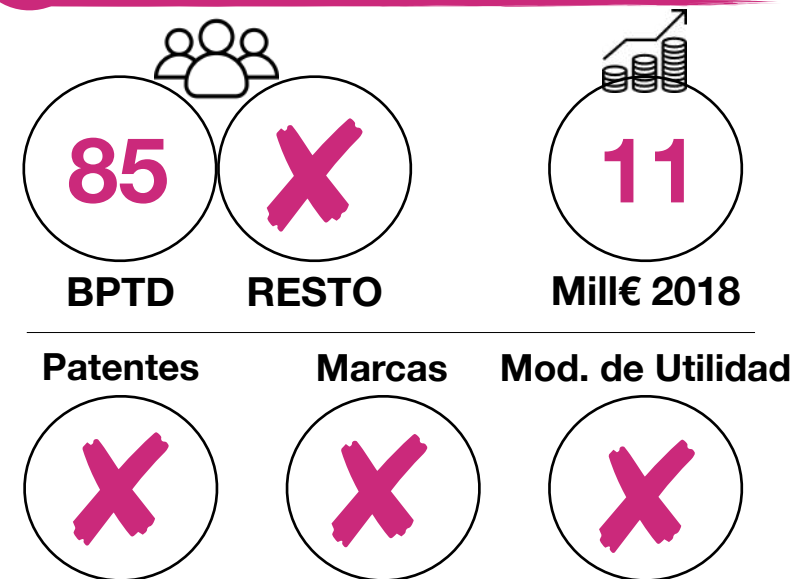 85
11
BPTD RESTO Mill€ 2018
Patentes Marcas Mod. de Utilidad